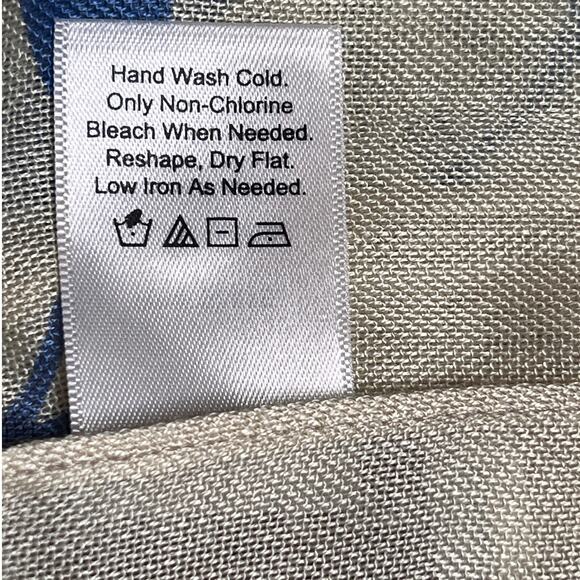 Hand Wash Cold.
Only Non-Chlorine
Bleach When Needed.
Reshape, Dry Flat.
Low Iron As Needed.